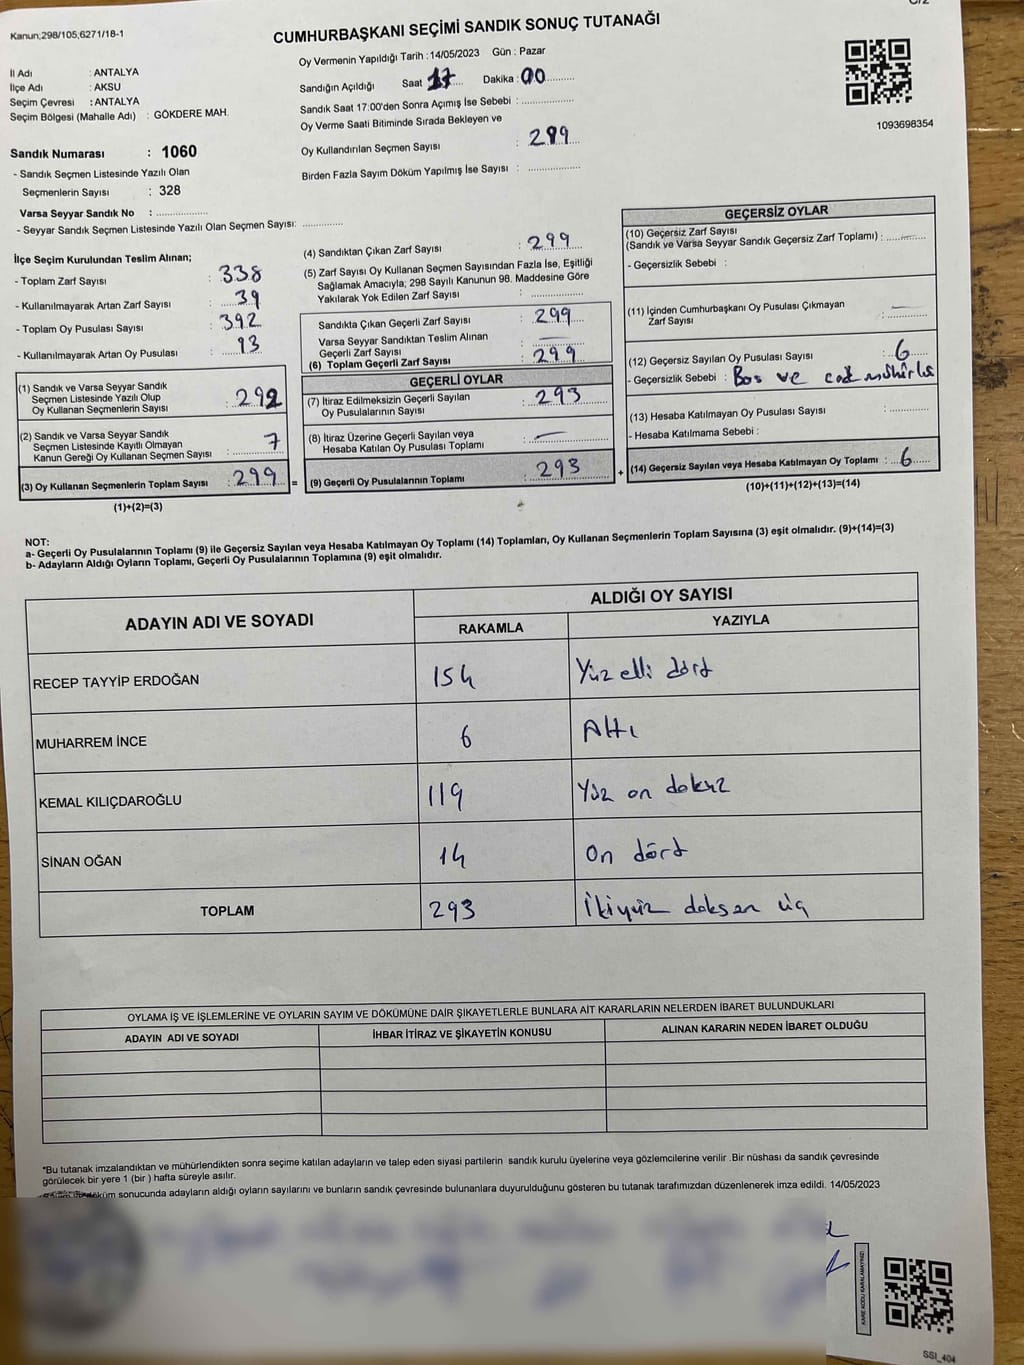 C/2
Kanun;298/105,6271/18-1
CUMHURBAŞKANI SEÇİMİ SANDIK SONUÇ TUTANAĞI
Oy Vermenin Yapıldığı Tarih : 14/05/2023 Gün : Pazar
İl Adı : ANTALYA
İlçe Adı : AKSU
Seçim Çevresi : ANTALYA
Seçim Bölgesi (Mahalle Adı) : GÖKDERE MAH.
Sandığın Açıldığı Saat 17 Dakika : 00
Sandık Saat 17:00'den Sonra Açımış İse Sebebi :
Oy Verme Saati Bitiminde Sırada Bekleyen ve
Oy Kullandırılan Seçmen Sayısı : 299
Birden Fazla Sayım Döküm Yapılmış İse Sayısı :
1093698354
Sandık Numarası : 1060
- Sandık Seçmen Listesinde Yazılı Olan
Seçmenlerin Sayısı : 328
Varsa Seyyar Sandık No :
- Seyyar Sandık Seçmen Listesinde Yazılı Olan Seçmen Sayısı:
İlçe Seçim Kurulundan Teslim Alınan;
- Toplam Zarf Sayısı : 338
- Kullanılmayarak Artan Zarf Sayısı : 39
- Toplam Oy Pusulası Sayısı : 392
- Kullanılmayarak Artan Oy Pusulası : 93
(1) Sandık ve Varsa Seyyar Sandık
Seçmen Listesinde Yazılı Olup
Oy Kullanan Seçmenlerin Sayısı : 292
(2) Sandık ve Varsa Seyyar Sandık
Seçmen Listesinde Kayıtlı Olmayan
Kanun Gereği Oy Kullanan Seçmen Sayısı : 7
(3) Oy Kullanan Seçmenlerin Toplam Sayısı : 299 =
(1)+(2)=(3)
(4) Sandıktan Çıkan Zarf Sayısı : 299
(5) Zarf Sayısı Oy Kullanan Seçmen Sayısından Fazla İse, Eşitliği
Sağlamak Amacıyla; 298 Sayılı Kanunun 98. Maddesine Göre
Yakılarak Yok Edilen Zarf Sayısı :
Sandıkta Çıkan Geçerli Zarf Sayısı : 299
Varsa Seyyar Sandıktan Teslim Alınan
Geçerli Zarf Sayısı :
(6) Toplam Geçerli Zarf Sayısı : 299
GEÇERLİ OYLAR
(7) İtiraz Edilmeksizin Geçerli Sayılan
Oy Pusulalarının Sayısı : 293
(8) İtiraz Üzerine Geçerli Sayılan veya
Hesaba Katılan Oy Pusulası Toplamı : —
(9) Geçerli Oy Pusulalarının Toplamı : 293 +
GEÇERSİZ OYLAR
(10) Geçersiz Zarf Sayısı
(Sandık ve Varsa Seyyar Sandık Geçersiz Zarf Toplamı) :
- Geçersizlik Sebebi :
(11) İçinden Cumhurbaşkanı Oy Pusulası Çıkmayan
Zarf Sayısı :
(12) Geçersiz Sayılan Oy Pusulası Sayısı : 6
- Geçersizlik Sebebi : Boş ve
(13) Hesaba Katılmayan Oy Pusulası Sayısı :
- Hesaba Katılmama Sebebi :
(14) Geçersiz Sayılan veya Hesaba Katılmayan Oy Toplamı : 6
(10)+(11)+(12)+(13)=(14)
NOT:
a- Geçerli Oy Pusulalarının Toplamı (9) ile Geçersiz Sayılan veya Hesaba Katılmayan Oy Toplamı (14) Toplamları, Oy Kullanan Seçmenlerin Toplam Sayısına (3) eşit olmalıdır. (9)+(14)=(3)
b- Adayların Aldığı Oyların Toplamı, Geçerli Oy Pusulalarının Toplamına (9) eşit olmalıdır.
ADAYIN ADI VE SOYADI
ALDIĞI OY SAYISI
RAKAMLA YAZIYLA
RECEP TAYYİP ERDOĞAN 154 Yüz elli dört
MUHARREM İNCE 6 Altı
KEMAL KILIÇDAROĞLU 119 Yüz on dokuz
SİNAN OĞAN 14 On dört
TOPLAM 293 İkiyüz doksan üç
OYLAMA İŞ VE İŞLEMLERİNE VE OYLARIN SAYIM VE DÖKÜMÜNE DAİR ŞİKAYETLERLE BUNLARA AİT KARARLARIN NELERDEN İBARET BULUNDUKLARI
ADAYIN ADI VE SOYADI İHBAR İTİRAZ VE ŞİKAYETİN KONUSU ALINAN KARARIN NEDEN İBARET OLDUĞU
*Bu tutanak imzalandıktan ve mühürlendikten sonra seçime katılan adayların ve talep eden siyasi partilerin sandık kurulu üyelerine veya gözlemcilerine verilir .Bir nüshası da sandık çevresinde
görülecek bir yere 1 (bir ) hafta süreyle asılır.
döküm sonucunda adayların aldığı oyların sayılarını ve bunların sandık çevresinde bulunanlara duyurulduğunu gösteren bu tutanak tarafımızdan düzenlenerek imza edildi. 14/05/2023
KARE KODU KARALAMAYINIZ!
SSI_404